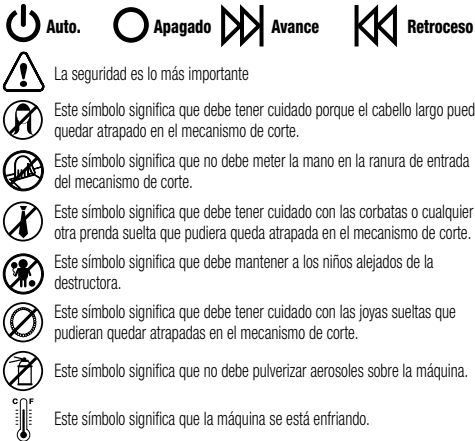 Auto. Apagado Avance Retroceso
La seguridad es lo más importante
Este símbolo significa que debe tener cuidado porque el cabello largo pued
quedar atrapado en el mecanismo de corte.
Este símbolo significa que no debe meter la mano en la ranura de entrada
del mecanismo de corte.
Este símbolo significa que debe tener cuidado con las corbatas o cualquier
otra prenda suelta que pudiera queda atrapada en el mecanismo de corte.
Este símbolo significa que debe mantener a los niños alejados de la
destructora.
Este símbolo significa que debe tener cuidado con las joyas sueltas que
pudieran quedar atrapadas en el mecanismo de corte.
Este símbolo significa que no debe pulverizar aerosoles sobre la máquina.
C F
Este símbolo significa que la máquina se está enfriando.